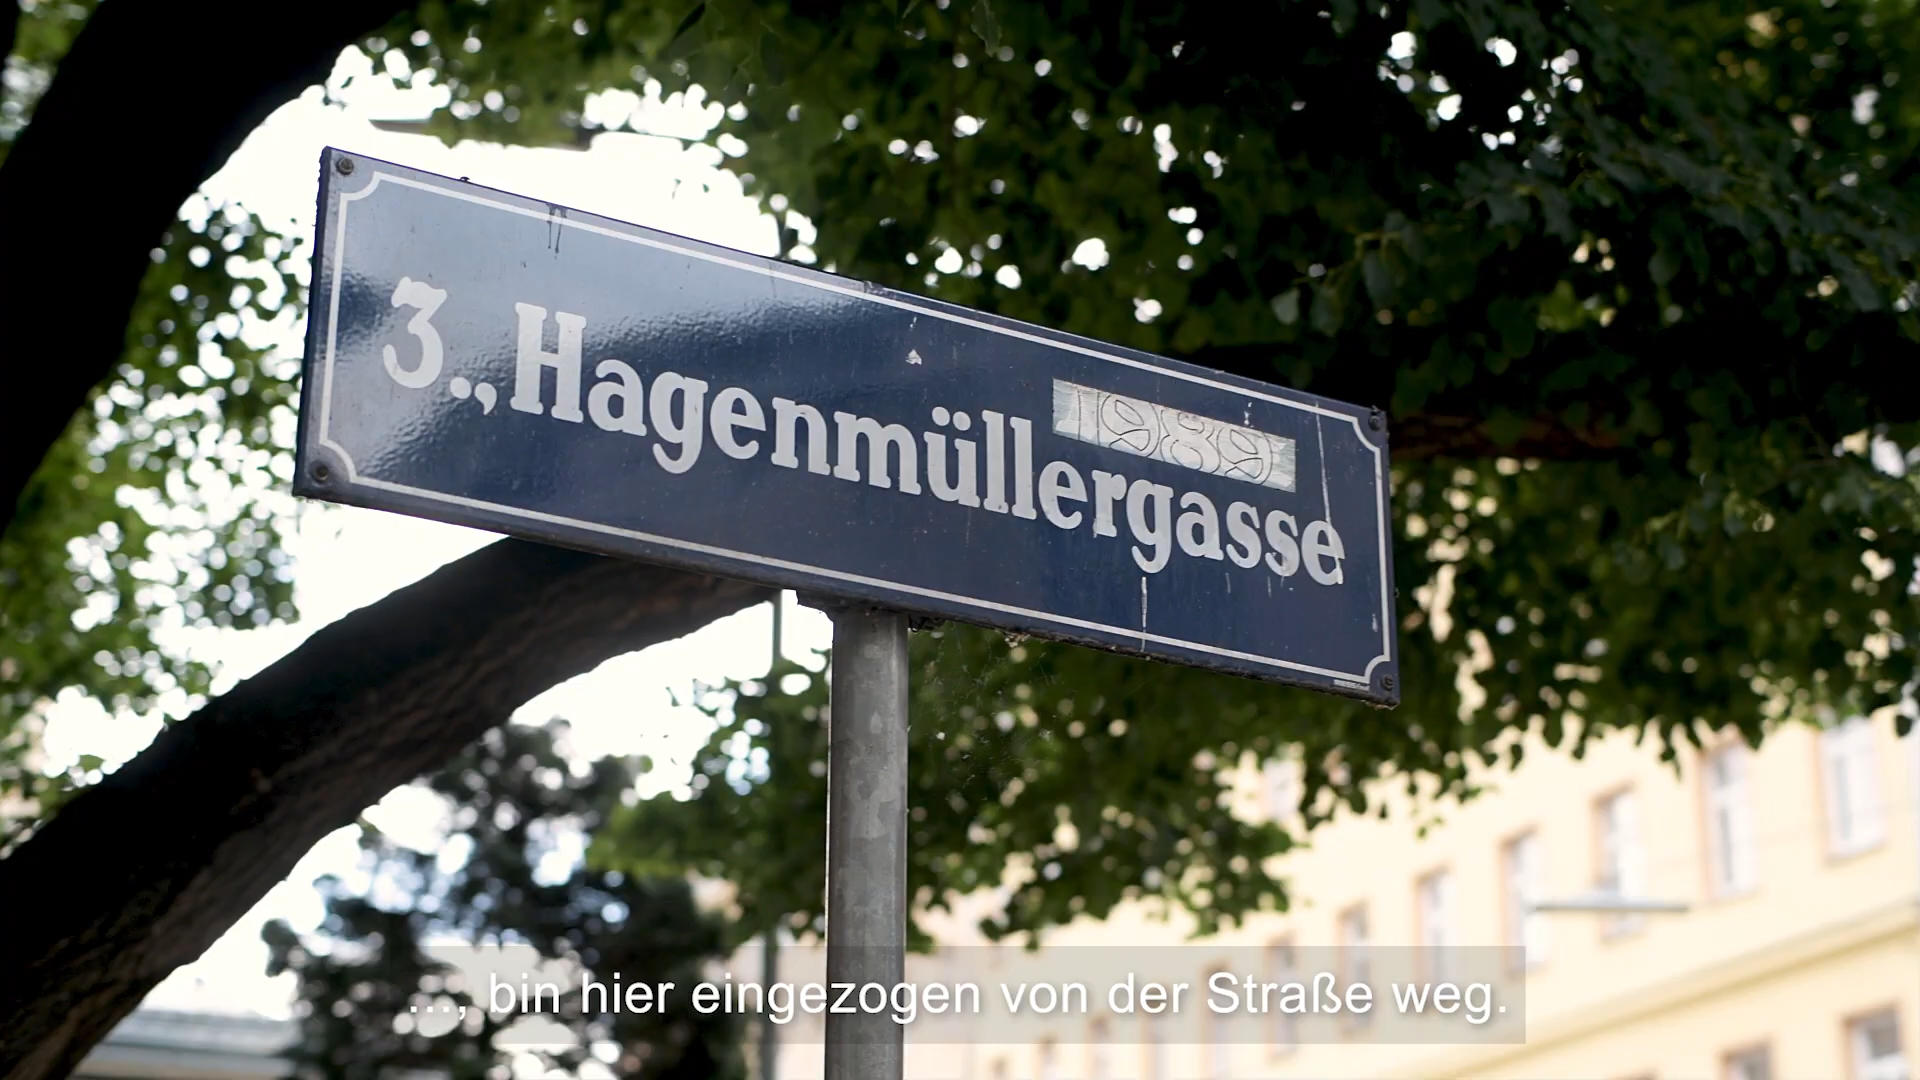 1989
3., Hagenmüllergasse
..., bin hier eingezogen von der Straße weg.